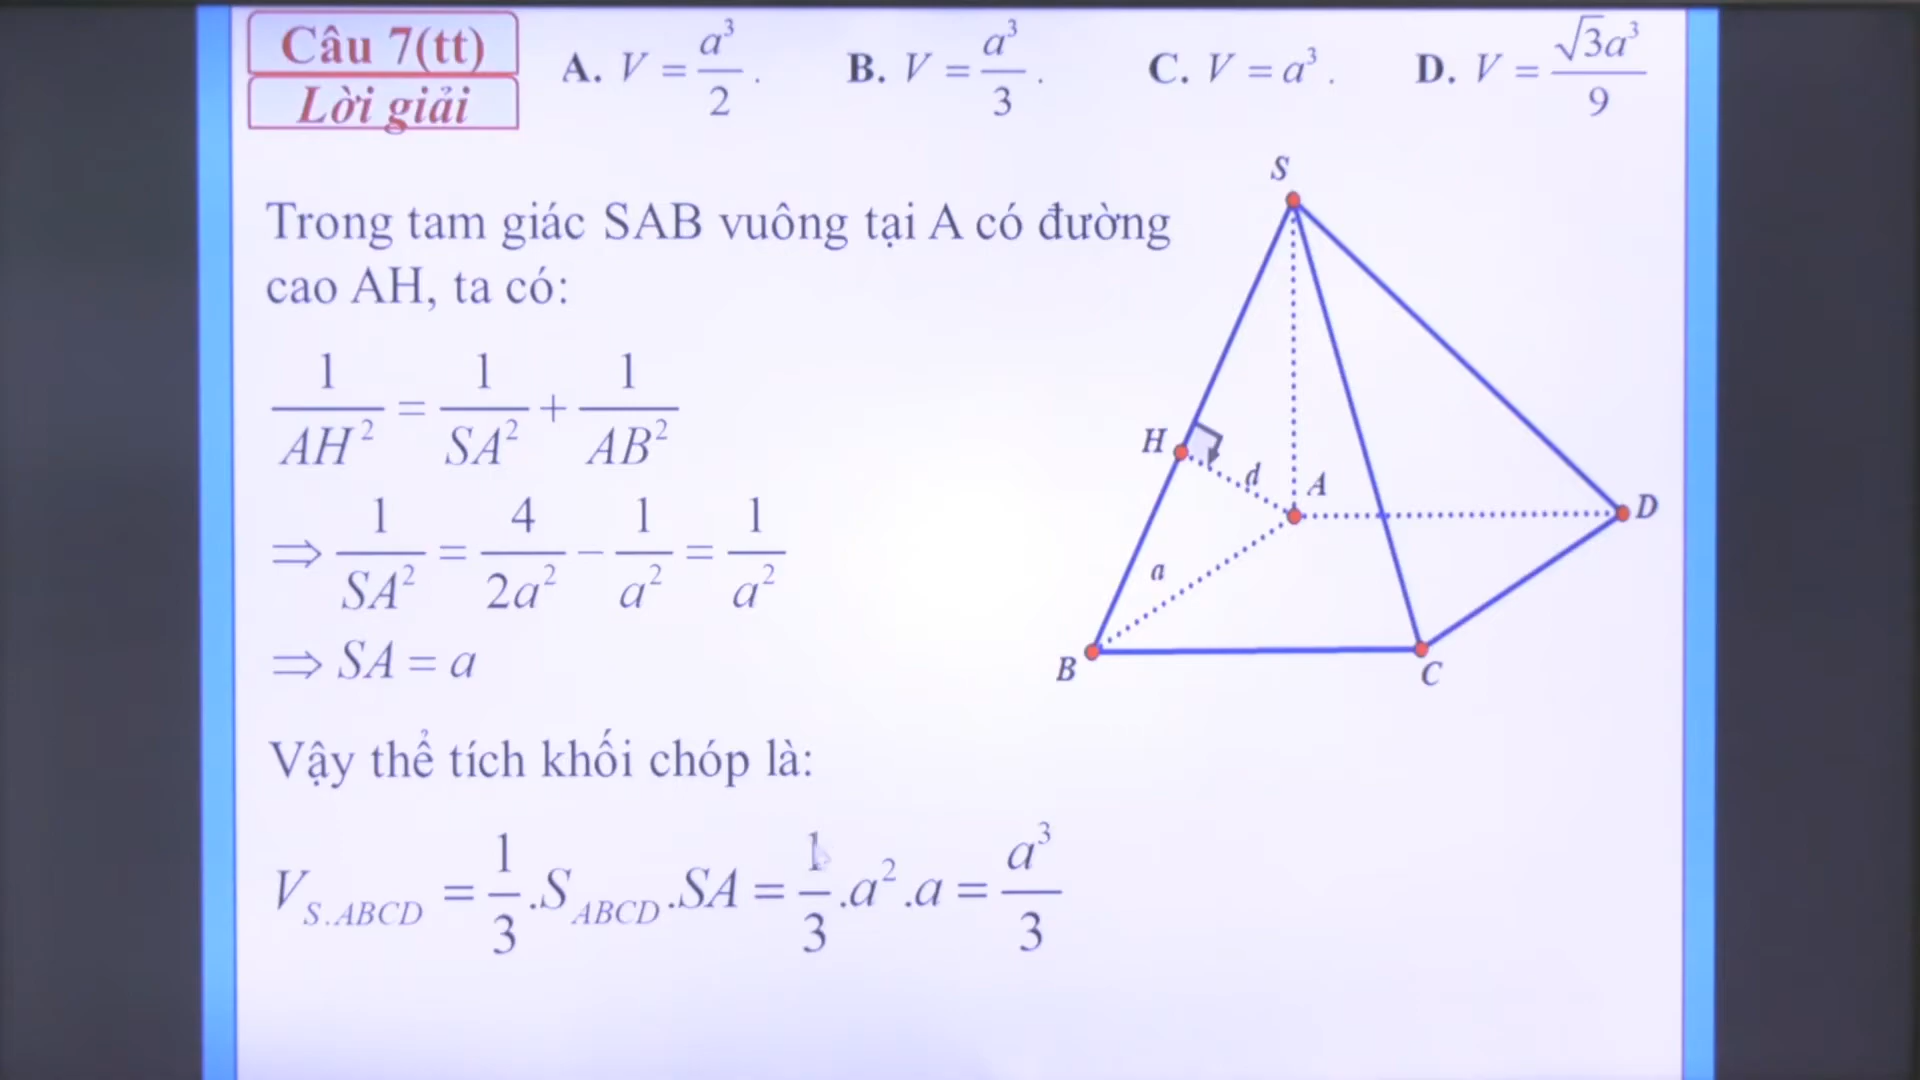 Câu 7(tt)
Lời giải
A. V = a³/2 . B. V = a³/3 . C. V = a³ . D. V = √3a³/9
Trong tam giác SAB vuông tại A có đường
cao AH, ta có:
1/AH² = 1/SA² + 1/AB²
⇒ 1/SA² = 4/2a² − 1/a² = 1/a²
⇒ SA = a
Vậy thể tích khối chóp là:
V_S.ABCD = 1/3 .S_ABCD.SA = 1/3 .a².a = a³/3
S
H
d
A
D
a
B
C